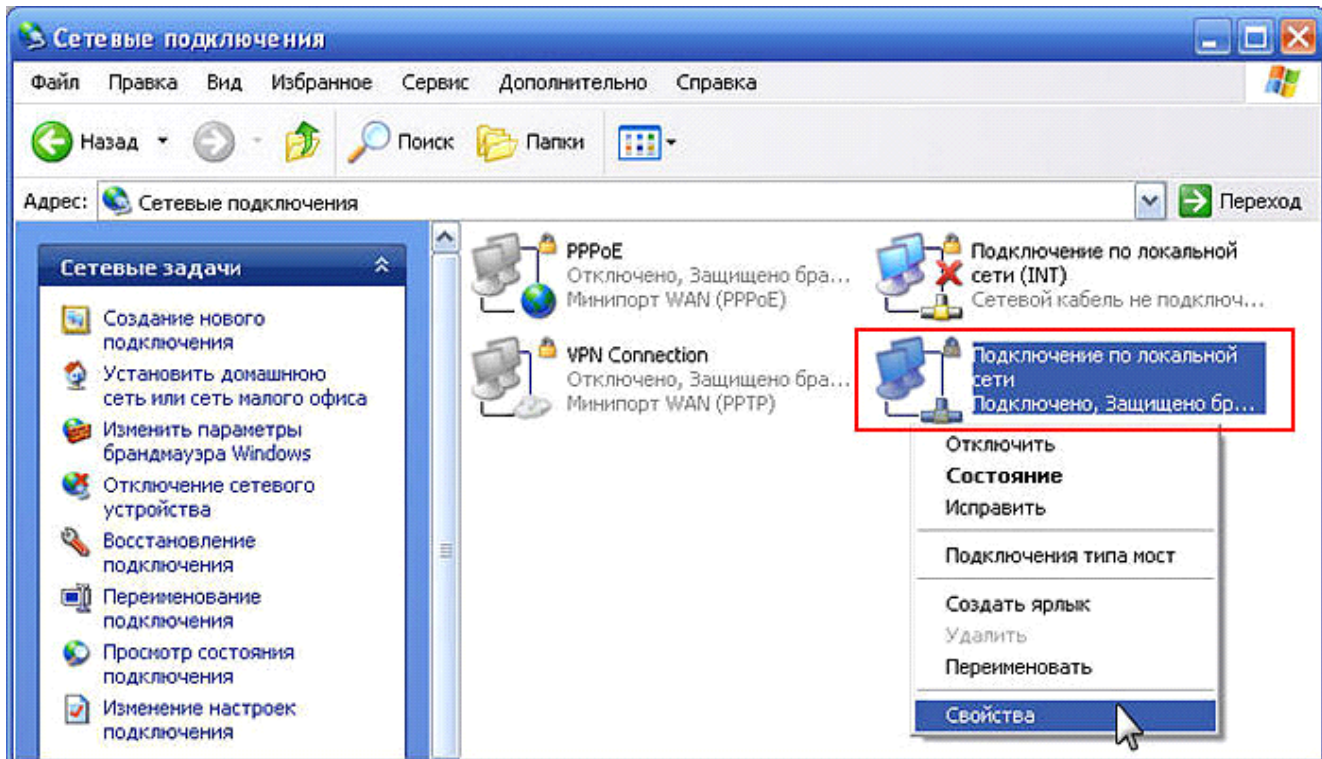 Сетевые подключения
Файл Правка Вид Избранное Сервис Дополнительно Справка
Назад Поиск Папки
Адрес: Сетевые подключения Переход
Сетевые задачи
Создание нового
подключения
Установить домашнюю
сеть или сеть малого офиса
Изменить параметры
брандмауэра Windows
Отключение сетевого
устройства
Восстановление
подключения
Переименование
подключения
Просмотр состояния
подключения
Изменение настроек
подключения
PPPoE
Отключено, Защищено бра...
Минипорт WAN (PPPoE)
Подключение по локальной
сети (INT)
Сетевой кабель не подключ...
VPN Connection
Отключено, Защищено бра...
Минипорт WAN (PPTP)
Подключение по локальной
сети
Подключено, Защищено бр...
Отключить
Состояние
Исправить
Подключения типа мост
Создать ярлык
Удалить
Переименовать
Свойства